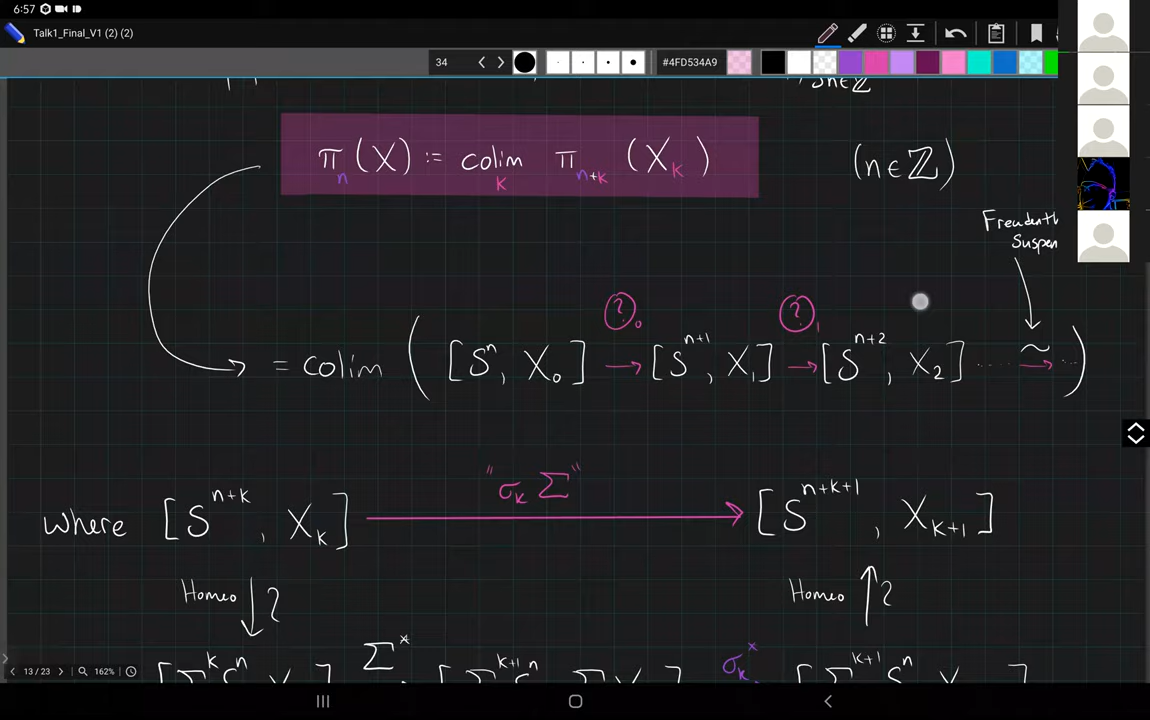 6:57
Talk1_Final_V1 (2) (2)
34
#4FD534A9
π_n (X) := colim_k π_{n+k} (X_k) (n ∈ ℤ)
Suspen
= colim ( [S^n, X_0] → [S^{n+1}, X_1] → [S^{n+2}, X_2] ····· ∼→ ·· )
? _0
? _1
"σ_k Σ"
where [S^{n+k}, X_k] → [S^{n+k+1}, X_{k+1}]
Homeo ↓ ≀ Homeo ↑ ≀
Σ^* σ_k^*
13 / 23
162%